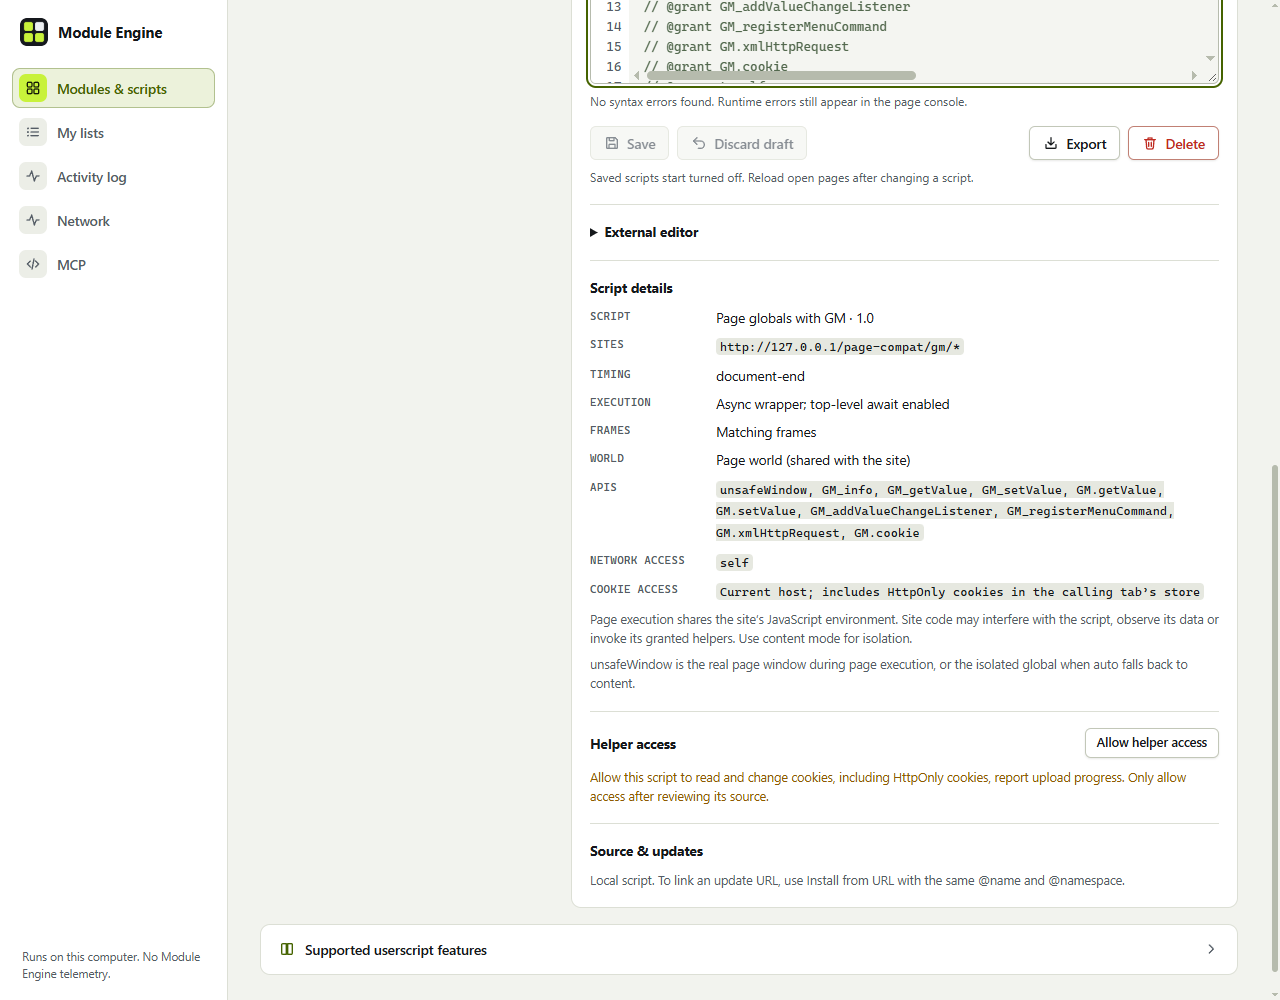 Module Engine
Modules & scripts
My lists
Activity log
Network
MCP
Runs on this computer. No Module
Engine telemetry.
13 // @grant GM_addValueChangeListener
14 // @grant GM_registerMenuCommand
15 // @grant GM.xmlHttpRequest
16 // @grant GM.cookie
No syntax errors found. Runtime errors still appear in the page console.
Save
Discard draft
Export
Delete
Saved scripts start turned off. Reload open pages after changing a script.
External editor
Script details
SCRIPT Page globals with GM · 1.0
SITES http://127.0.0.1/page-compat/gm/*
TIMING document-end
EXECUTION Async wrapper; top-level await enabled
FRAMES Matching frames
WORLD Page world (shared with the site)
APIS unsafeWindow, GM_info, GM_getValue, GM_setValue, GM.getValue,
GM.setValue, GM_addValueChangeListener, GM_registerMenuCommand,
GM.xmlHttpRequest, GM.cookie
NETWORK ACCESS self
COOKIE ACCESS Current host; includes HttpOnly cookies in the calling tab's store
Page execution shares the site's JavaScript environment. Site code may interfere with the script, observe its data or
invoke its granted helpers. Use content mode for isolation.
unsafeWindow is the real page window during page execution, or the isolated global when auto falls back to
content.
Helper access
Allow helper access
Allow this script to read and change cookies, including HttpOnly cookies, report upload progress. Only allow
access after reviewing its source.
Source & updates
Local script. To link an update URL, use Install from URL with the same @name and @namespace.
Supported userscript features